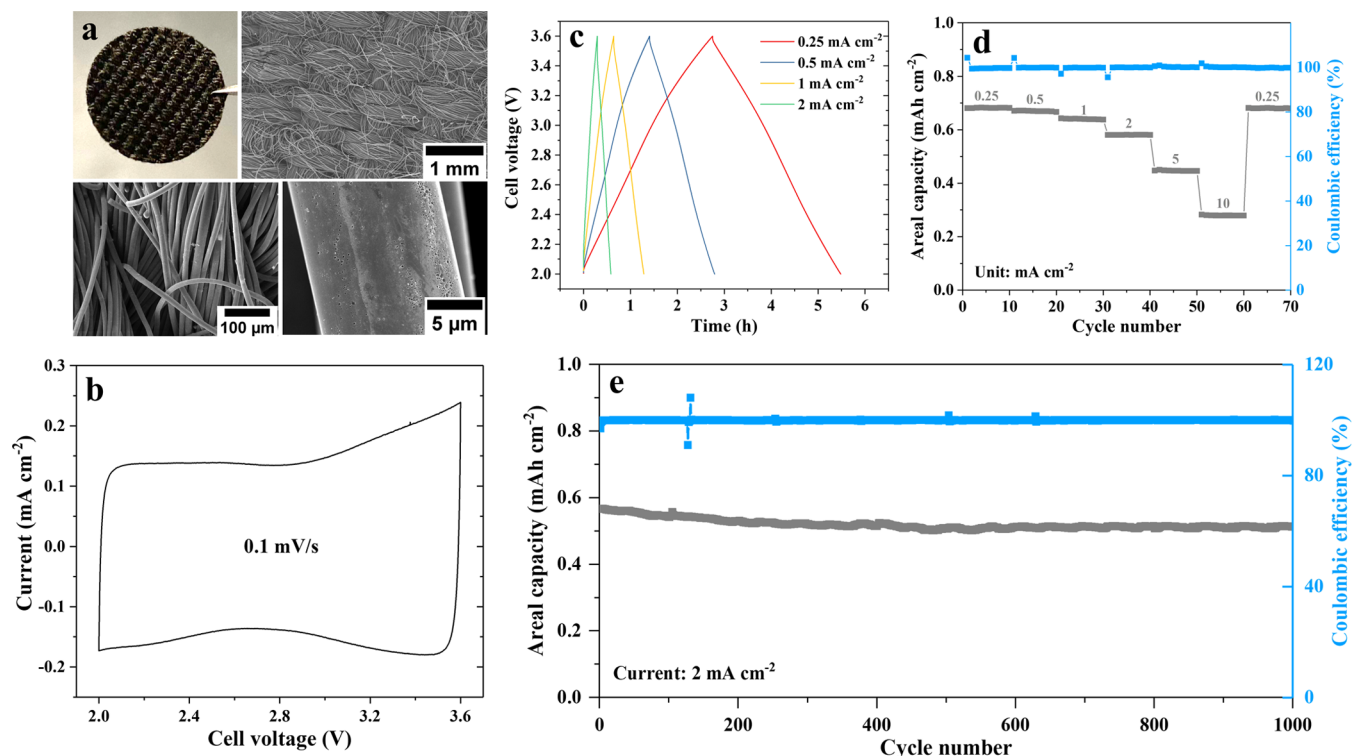 a
1 mm
100 µm
5 µm
c
3.6
3.2
2.8
2.4
2.0
Cell voltage (V)
0
1
2
3
4
5
6
Time (h)
0.25 mA cm⁻²
0.5 mA cm⁻²
1 mA cm⁻²
2 mA cm⁻²
d
1.0
0.8
0.6
0.4
0.2
0.0
Areal capacity (mAh cm⁻²)
0.25
0.5
1
2
5
10
0.25
Unit: mA cm⁻²
0
10
20
30
40
50
60
70
Cycle number
100
80
60
40
20
0
Coulombic efficiency (%)
b
0.3
0.2
0.1
0.0
-0.1
-0.2
Current (mA cm⁻²)
0.1 mV/s
2.0
2.4
2.8
3.2
3.6
Cell voltage (V)
e
1.0
0.8
0.6
0.4
0.2
0.0
Areal capacity (mAh cm⁻²)
Current: 2 mA cm⁻²
0
200
400
600
800
1000
Cycle number
120
80
40
0
Coulombic efficiency (%)